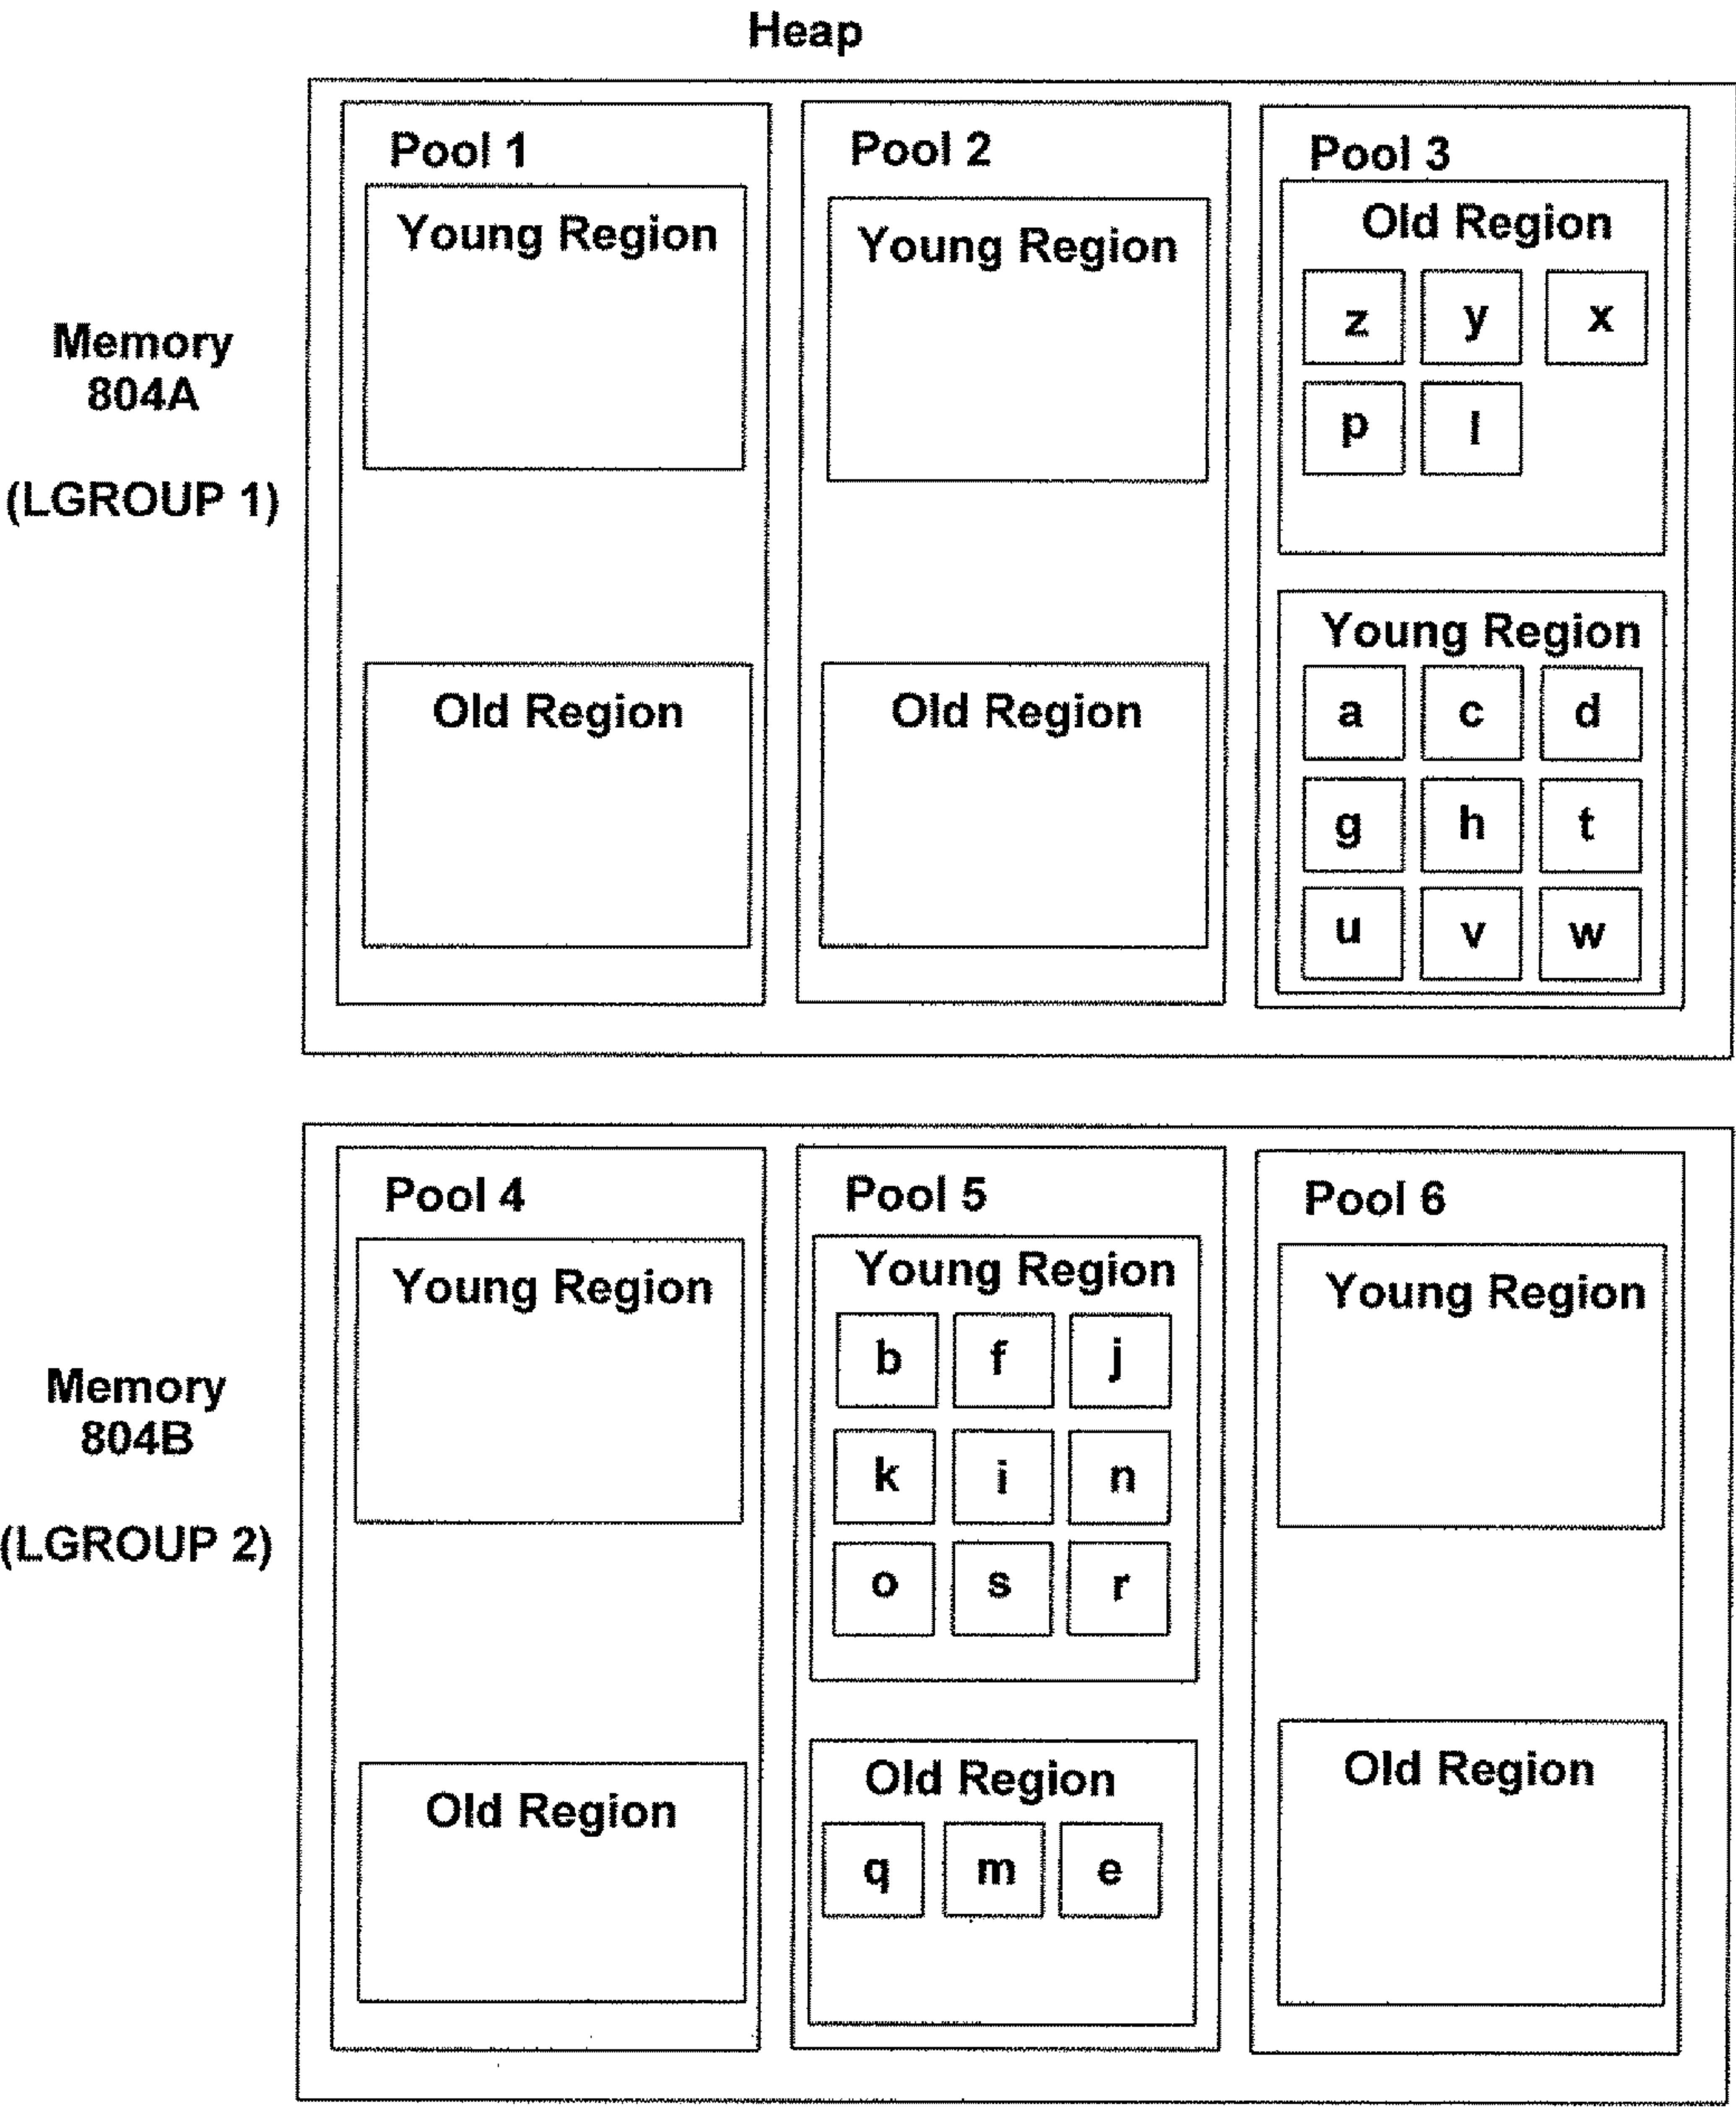 Heap
Memory
804A
(LGROUP 1)
Pool 1
Young Region
Old Region
Pool 2
Young Region
Old Region
Pool 3
Old Region
z y x
p l
Young Region
a c d
g h t
u v w
Memory
804B
(LGROUP 2)
Pool 4
Young Region
Old Region
Pool 5
Young Region
b f j
k i n
o s r
Old Region
q m e
Pool 6
Young Region
Old Region